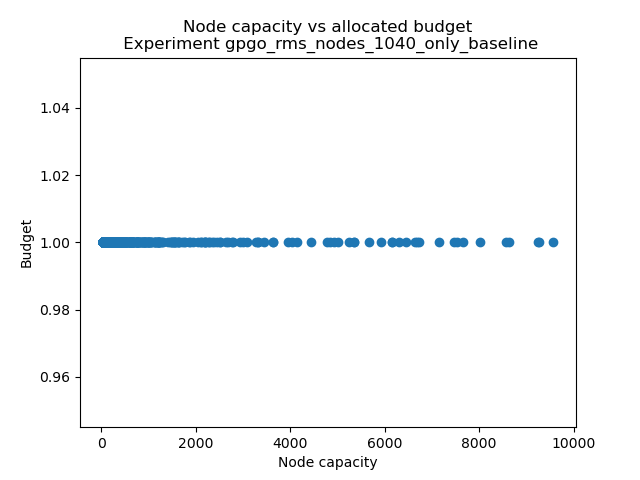 Node capacity vs allocated budget
Experiment gpgo_rms_nodes_1040_only_baseline
Budget
1.04
1.02
1.00
0.98
0.96
0 2000 4000 6000 8000 10000
Node capacity